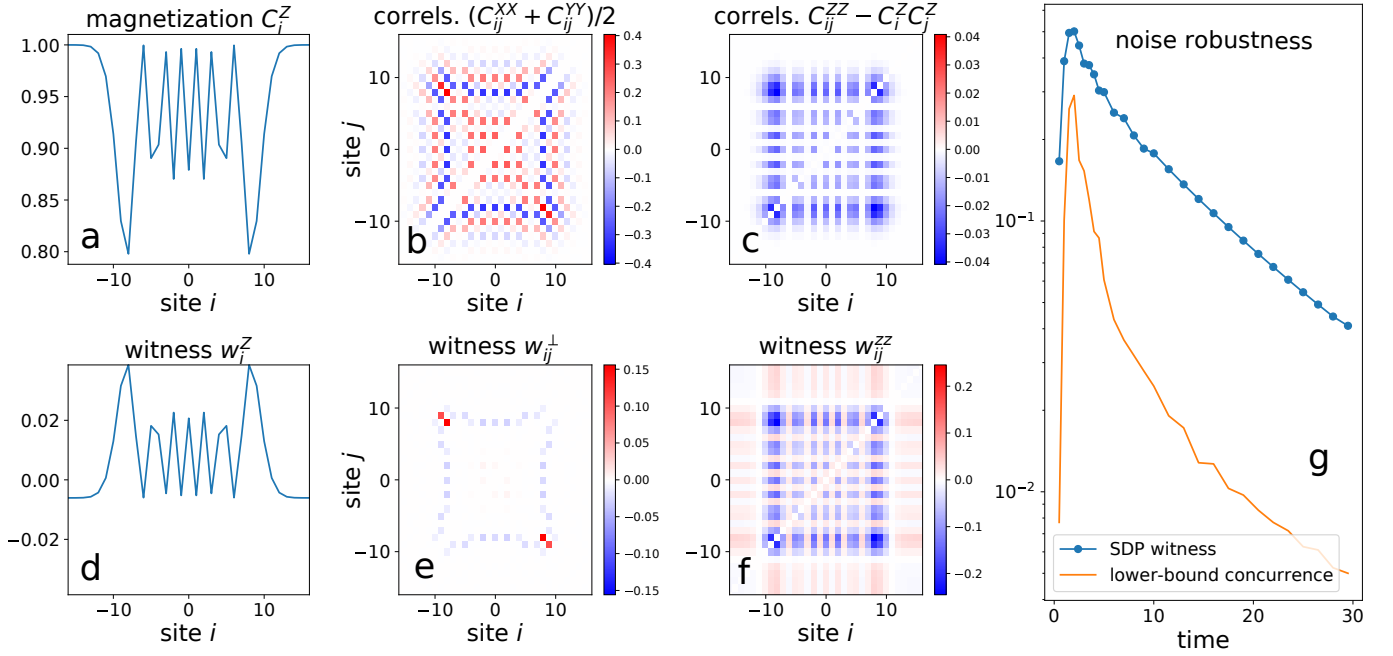 magnetization $C_i^Z$
1.00
0.95
0.90
0.85
0.80
a
−10 0 10
site i
correls. $(C_{ij}^{XX} + C_{ij}^{YY})/2$
10
0
−10
site j
b
−10 0 10
site i
0.4
0.3
0.2
0.1
0.0
−0.1
−0.2
−0.3
−0.4
correls. $C_{ij}^{ZZ} - C_i^Z C_j^Z$
10
0
−10
c
−10 0 10
site i
0.04
0.03
0.02
0.01
0.00
−0.01
−0.02
−0.03
−0.04
witness $w_i^Z$
0.02
0.00
−0.02
d
−10 0 10
site i
witness $w_{ij}^{\perp}$
10
0
−10
site j
e
−10 0 10
site i
0.15
0.10
0.05
0.00
−0.05
−0.10
−0.15
witness $w_{ij}^{ZZ}$
10
0
−10
f
−10 0 10
site i
0.2
0.1
0.0
−0.1
−0.2
noise robustness
$10^{-1}$
$10^{-2}$
g
SDP witness
lower-bound concurrence
0 10 20 30
time